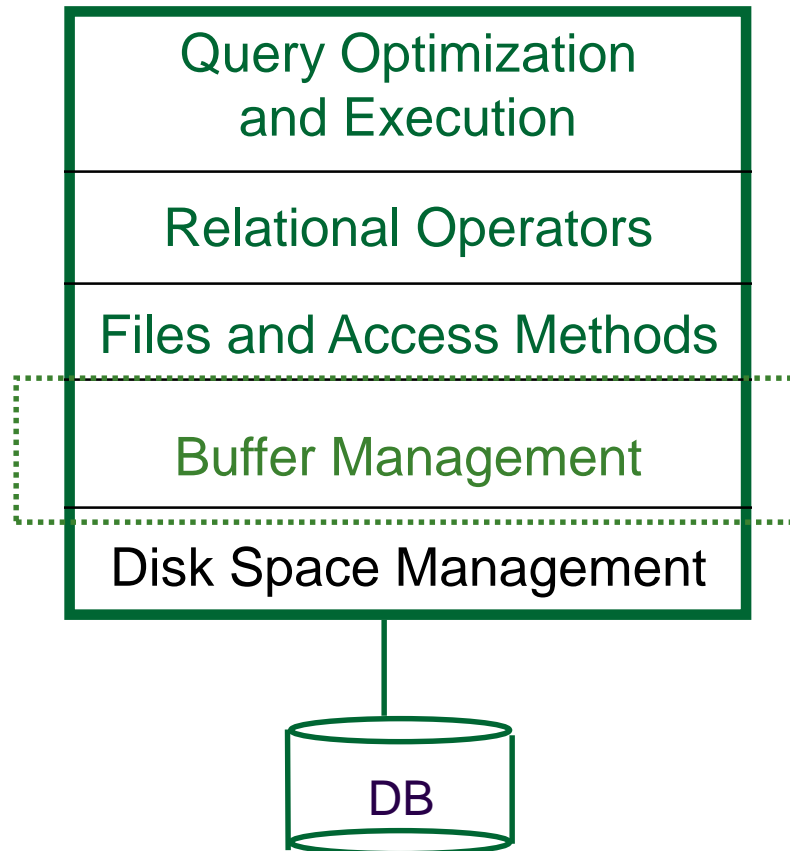 Query Optimization
and Execution
Relational Operators
Files and Access Methods
Buffer Management
Disk Space Management
DB